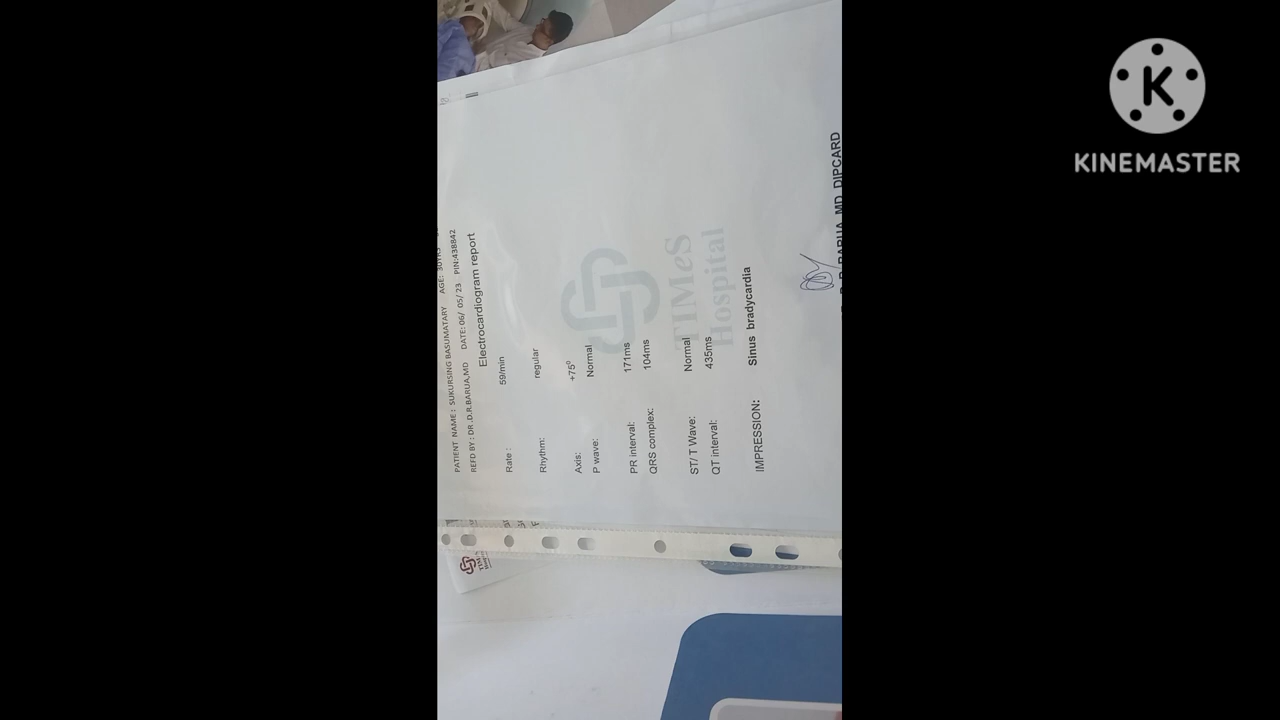 PATIENT NAME : SUKURSING BASUMATARY AGE: 30YRS
REFD BY : DR .D.R.BARUA,MD DATE: 06/ 05/ 23 PIN:438842
Electrocardiogram report
Rate : 59/min
Rhythm: regular
Axis: +75⁰
P wave: Normal
PR interval: 171ms
QRS complex: 104ms
ST/ T Wave: Normal
QT interval: 435ms
IMPRESSION: Sinus bradycardia
TIMeS
Hospital
BARUA, MD, DIPCARD
K
KINEMASTER